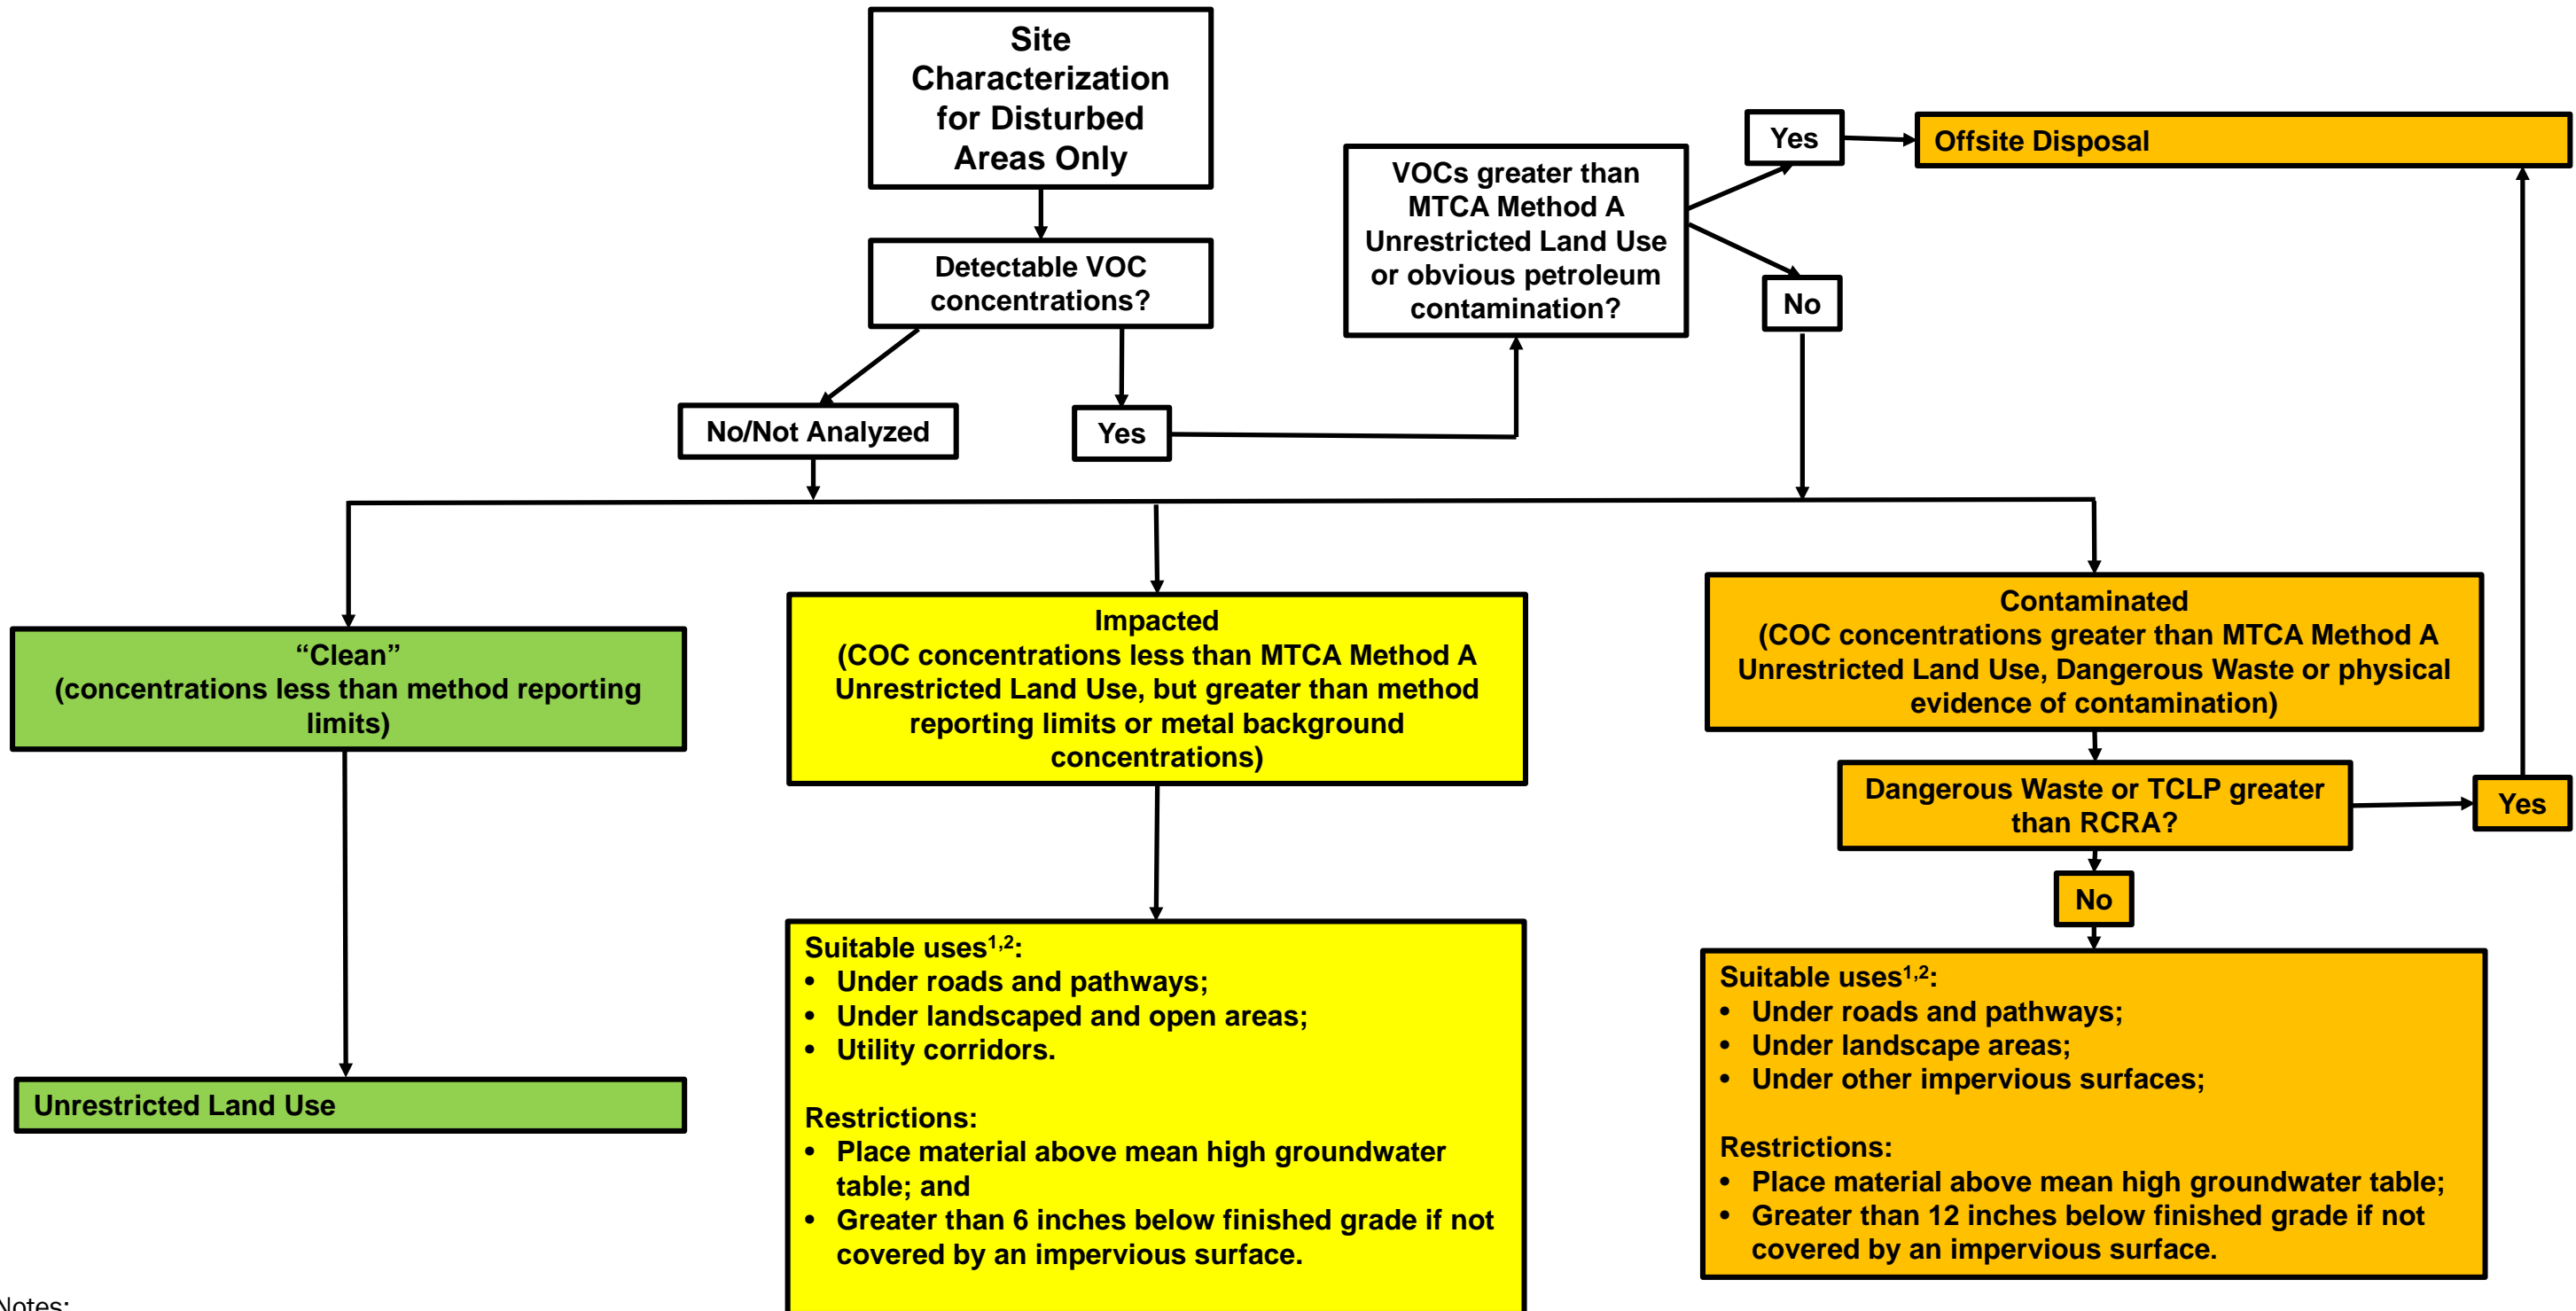 Site
Characterization
for Disturbed
Areas Only
Detectable VOC
concentrations?
No/Not Analyzed
Yes
VOCs greater than
MTCA Method A
Unrestricted Land Use
or obvious petroleum
contamination?
Yes
No
Offsite Disposal
“Clean”
(concentrations less than method reporting
limits)
Unrestricted Land Use
Impacted
(COC concentrations less than MTCA Method A
Unrestricted Land Use, but greater than method
reporting limits or metal background
concentrations)
Suitable uses1,2:
• Under roads and pathways;
• Under landscaped and open areas;
• Utility corridors.
Restrictions:
• Place material above mean high groundwater
table; and
• Greater than 6 inches below finished grade if not
covered by an impervious surface.
Contaminated
(COC concentrations greater than MTCA Method A
Unrestricted Land Use, Dangerous Waste or physical
evidence of contamination)
Dangerous Waste or TCLP greater
than RCRA?
Yes
No
Suitable uses1,2:
• Under roads and pathways;
• Under landscape areas;
• Under other impervious surfaces;
Restrictions:
• Place material above mean high groundwater table;
• Greater than 12 inches below finished grade if not
covered by an impervious surface.
Notes: